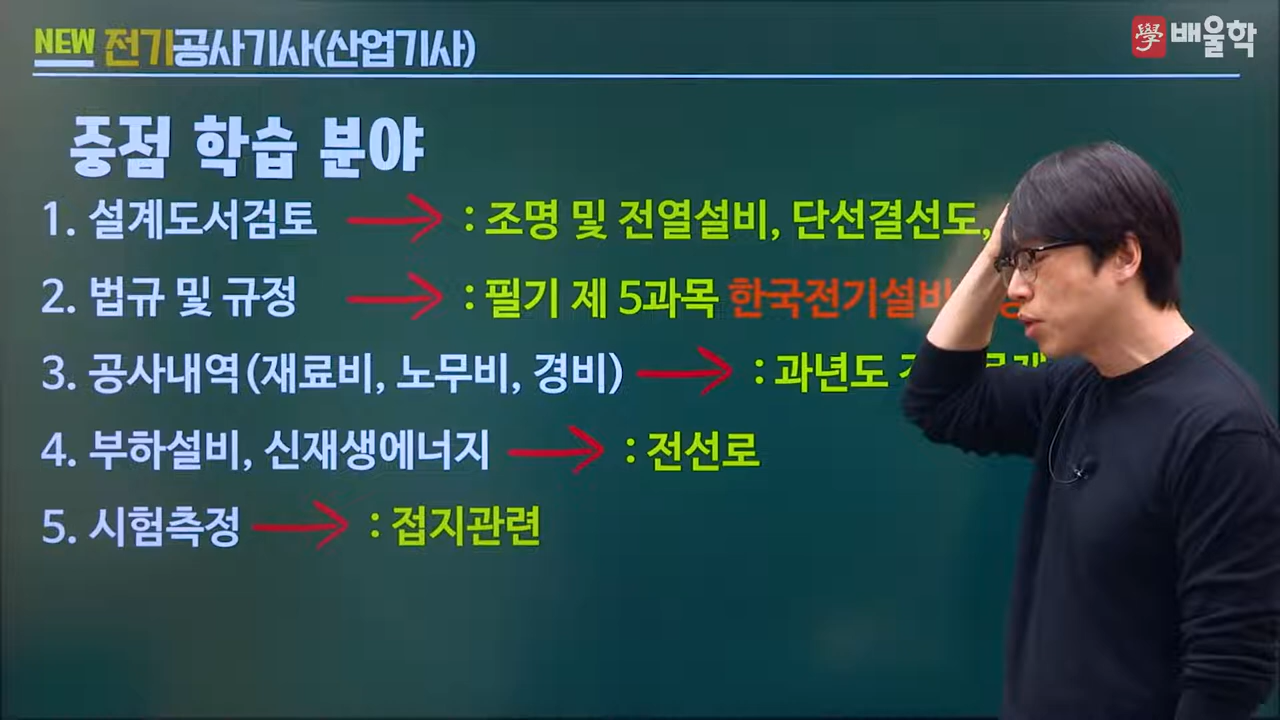 NEW 전기공사기사(산업기사)
學 배울학
중점 학습 분야
1. 설계도서검토 : 조명 및 전열설비, 단선결선도,
2. 법규 및 규정 : 필기 제 5과목 한국전기설비
3. 공사내역(재료비, 노무비, 경비) : 과년도
4. 부하설비, 신재생에너지 : 전선로
5. 시험측정 : 접지관련